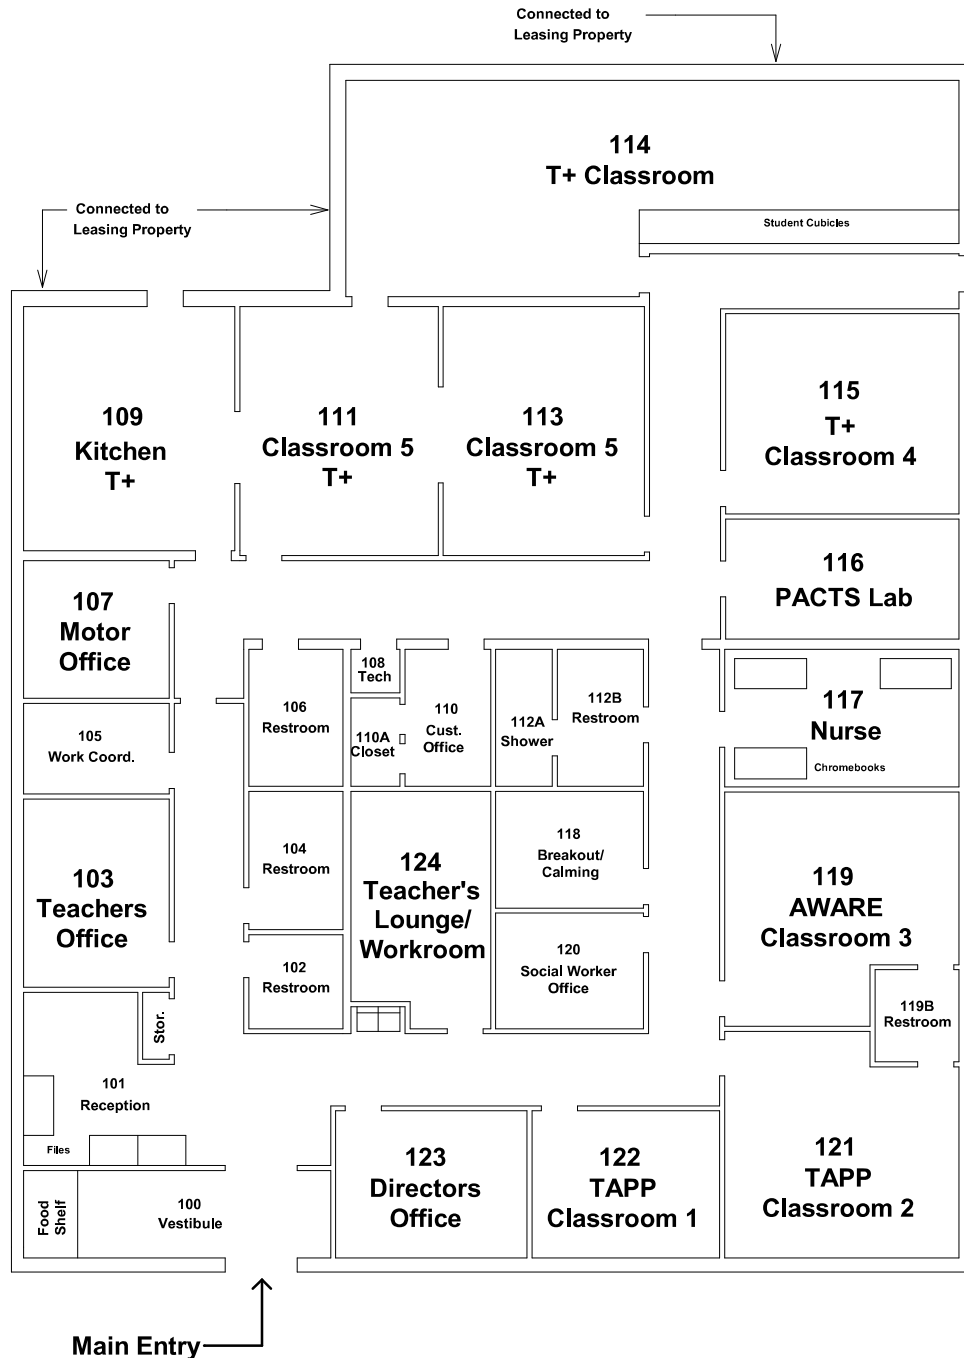 Connected to
Leasing Property
114
T+ Classroom
Connected to
Leasing Property
Student Cubicles
109
Kitchen
T+
111
Classroom 5
T+
113
Classroom 5
T+
115
T+
Classroom 4
116
PACTS Lab
107
Motor
Office
108
Tech
106
Restroom
110
Cust.
Office
110A
Closet
112A
Shower
112B
Restroom
117
Nurse
Chromebooks
105
Work Coord.
103
Teachers
Office
104
Restroom
124
Teacher's
Lounge/
Workroom
118
Breakout/
Calming
119
AWARE
Classroom 3
102
Restroom
120
Social Worker
Office
119B
Restroom
Stor.
101
Reception
Files
123
Directors
Office
122
TAPP
Classroom 1
121
TAPP
Classroom 2
Food
Shelf
100
Vestibule
Main Entry